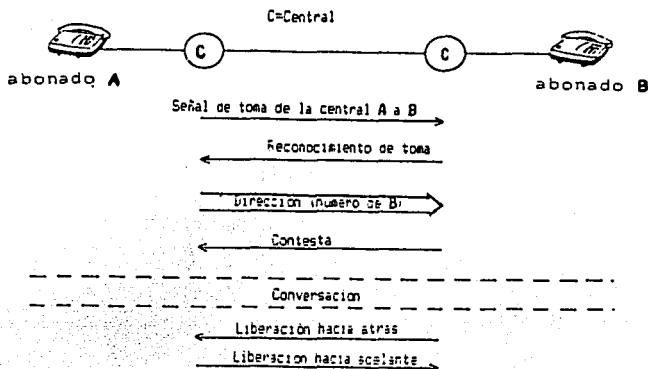 C=Central
C
C
abonado A
abonado B
Señal de toma de la central A a B
Reconocimiento de toma
Dirección (número de B)
Contesta
Conversación
Liberación hacia atrás
Liberación hacia acelante